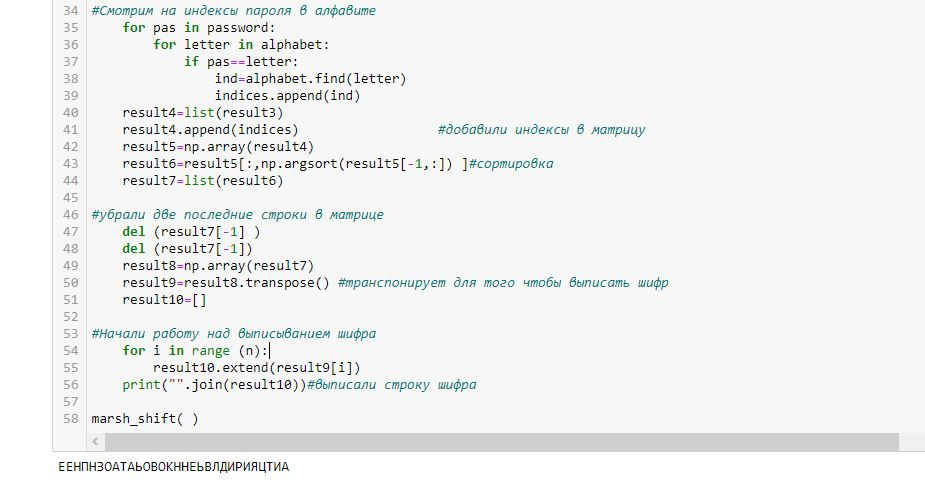 34 #Смотрим на индексы пароля в алфавите
35 for pas in password:
36 for letter in alphabet:
37 if pas==letter:
38 ind=alphabet.find(letter)
39 indices.append(ind)
40 result4=list(result3)
41 result4.append(indices) #добавили индексы в матрицу
42 result5=np.array(result4)
43 result6=result5[:,np.argsort(result5[-1,:]) ]#сортировка
44 result7=list(result6)
45
46 #убрали две последние строки в матрице
47 del (result7[-1] )
48 del (result7[-1])
49 result8=np.array(result7)
50 result9=result8.transpose() #транспонирует для того чтобы выписать шифр
51 result10=[]
52
53 #Начали работу над выписыванием шифра
54 for i in range (n):
55 result10.extend(result9[i])
56 print("".join(result10))#выписали строку шифра
57
58 marsh_shift( )
ЕЕНПНЗОАТАЬОВОКННЕЬВЛДИРИЯЦТИА